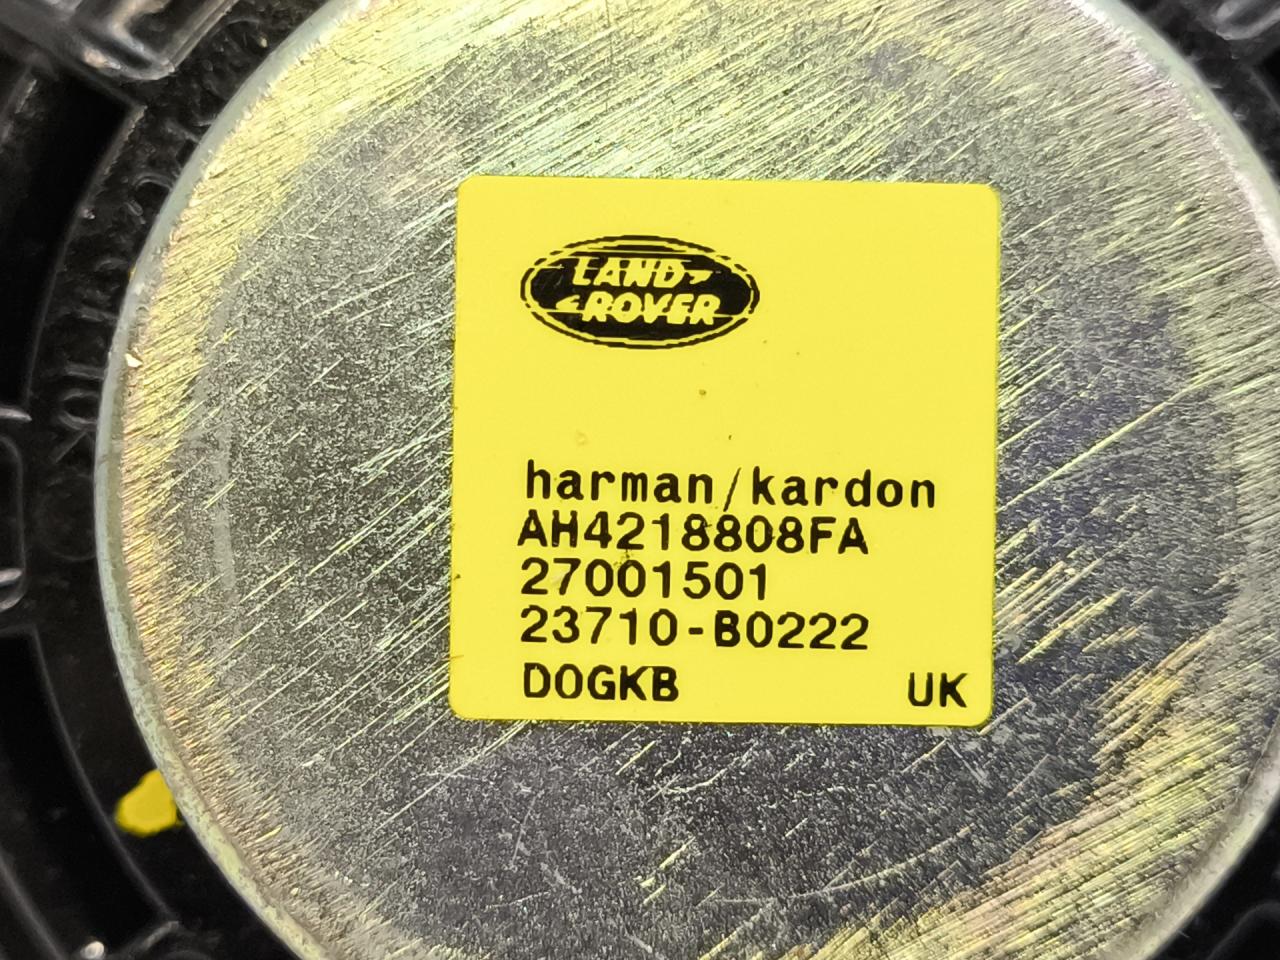 LAND
ROVER
harman/kardon
AH4218808FA
27001501
23710-B0222
D0GKB UK